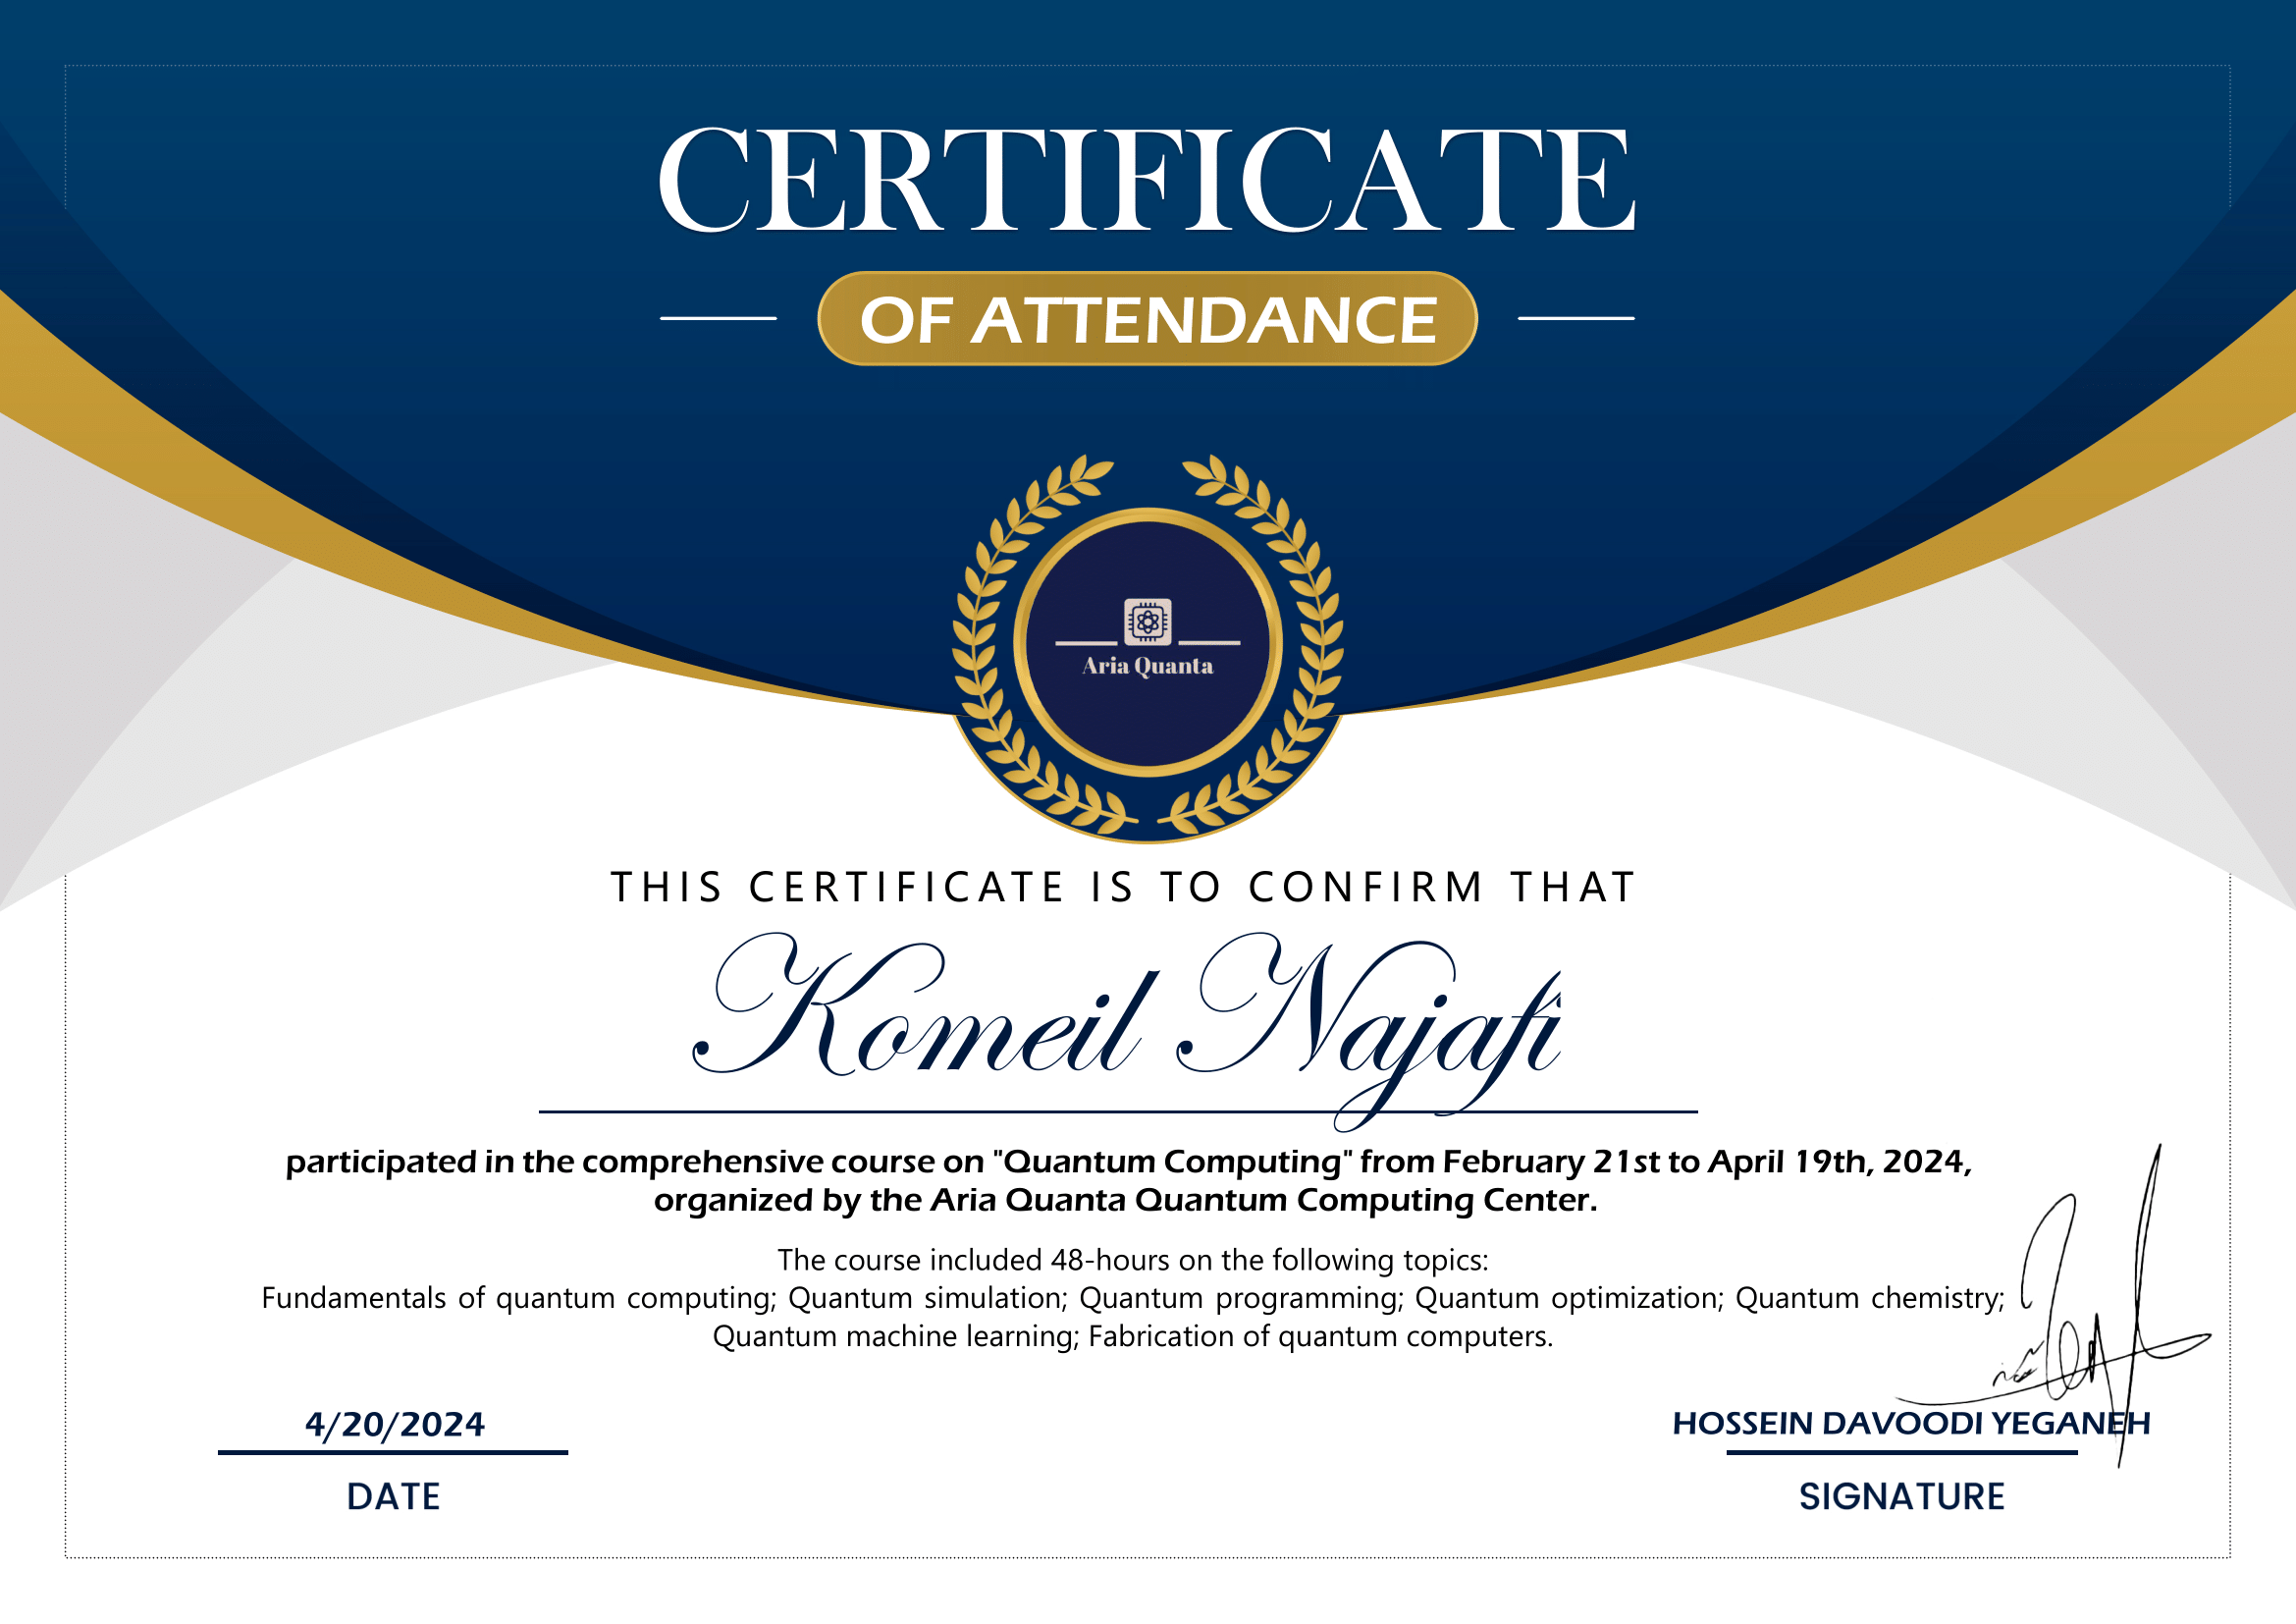 CERTIFICATE
OF ATTENDANCE
Aria Quanta
THIS CERTIFICATE IS TO CONFIRM THAT
Komeil Najafi
participated in the comprehensive course on "Quantum Computing" from February 21st to April 19th, 2024,
organized by the Aria Quanta Quantum Computing Center.
The course included 48-hours on the following topics:
Fundamentals of quantum computing; Quantum simulation; Quantum programming; Quantum optimization; Quantum chemistry;
Quantum machine learning; Fabrication of quantum computers.
4/20/2024
DATE
HOSSEIN DAVOODI YEGANEH
SIGNATURE